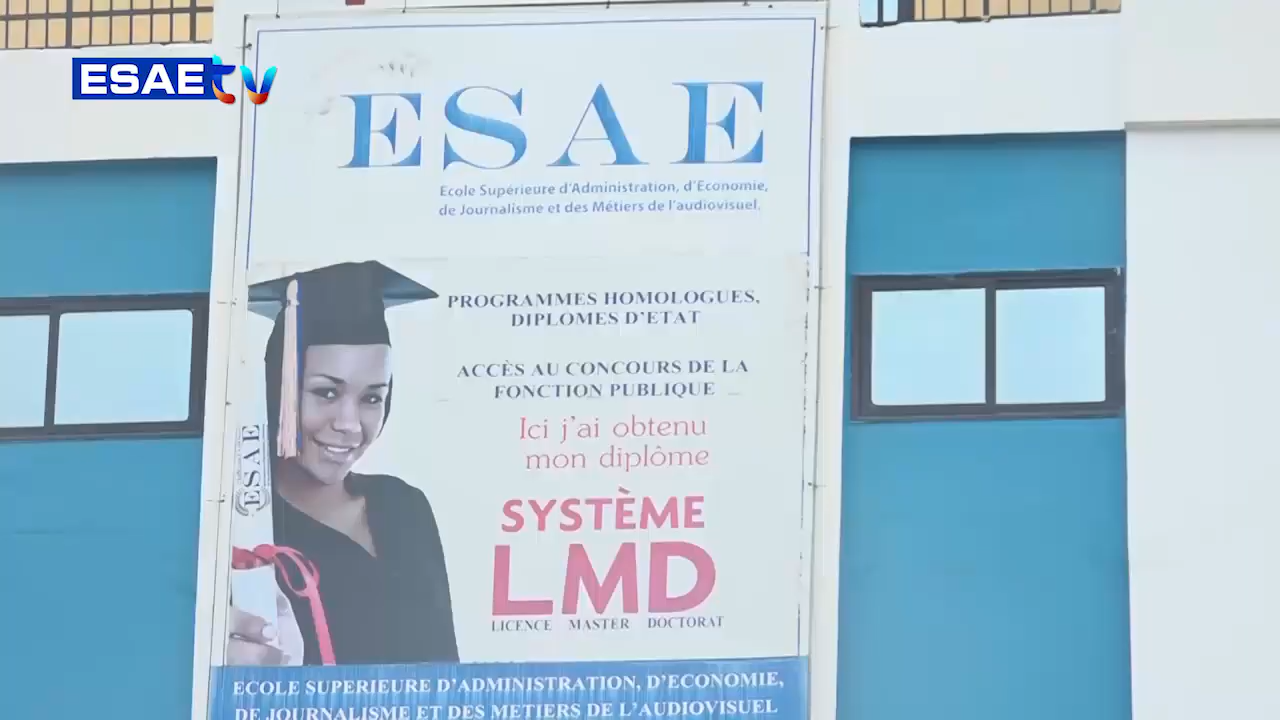 ESAE tv
ESAE
Ecole Supérieure d'Administration, d'Economie,
de Journalisme et des Métiers de l'audiovisuel.
PROGRAMMES HOMOLOGUES,
DIPLOMES D'ETAT
ACCÈS AU CONCOURS DE LA
FONCTION PUBLIQUE
Ici j'ai obtenu
mon diplôme
ESAE
SYSTÈME
LMD
LICENCE MASTER DOCTORAT
ECOLE SUPERIEURE D'ADMINISTRATION, D'ECONOMIE,
DE JOURNALISME ET DES METIERS DE L'AUDIOVISUEL